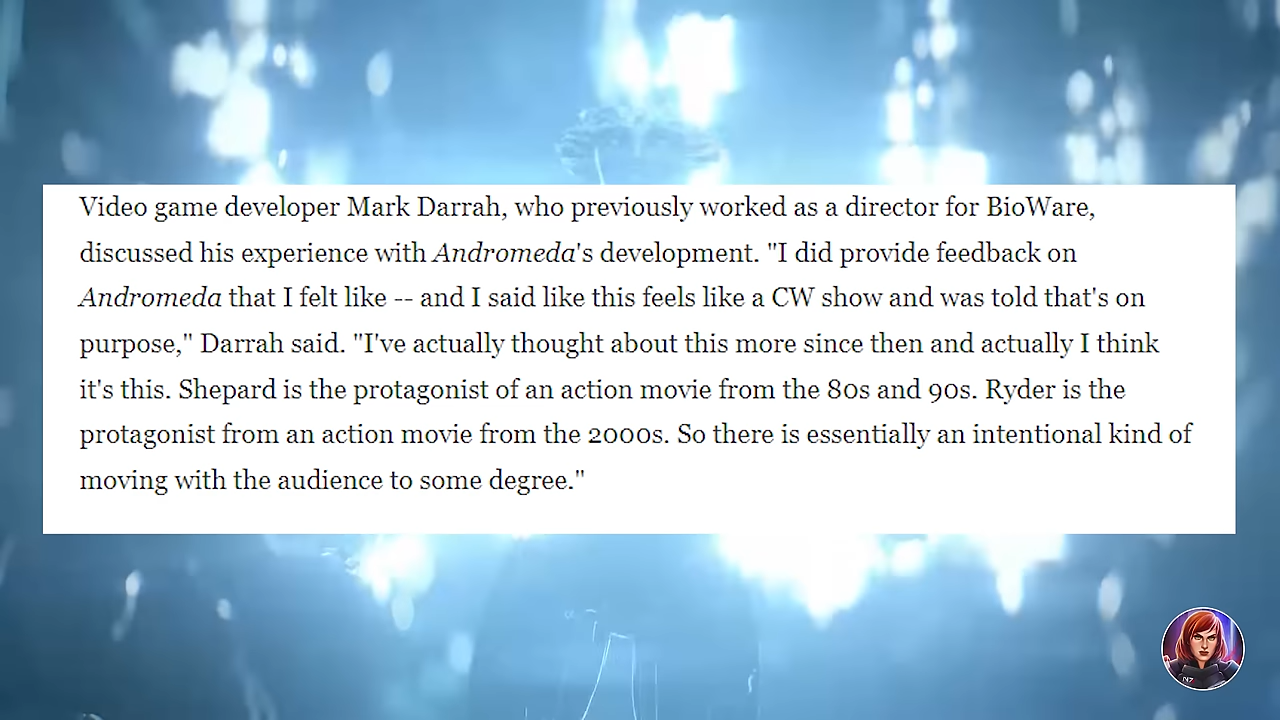 Video game developer Mark Darrah, who previously worked as a director for BioWare,
discussed his experience with Andromeda's development. "I did provide feedback on
Andromeda that I felt like -- and I said like this feels like a CW show and was told that's on
purpose," Darrah said. "I've actually thought about this more since then and actually I think
it's this. Shepard is the protagonist of an action movie from the 80s and 90s. Ryder is the
protagonist from an action movie from the 2000s. So there is essentially an intentional kind of
moving with the audience to some degree."
N7